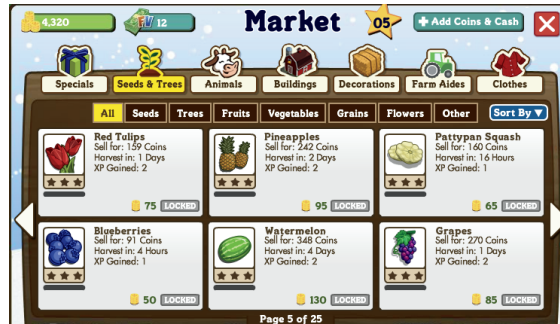 4,320
FV 12
Market
05
+ Add Coins & Cash
Specials
Seeds & Trees
Animals
Buildings
Decorations
Farm Aides
Clothes
All
Seeds
Trees
Fruits
Vegetables
Grains
Flowers
Other
Sort By ▼
Red Tulips
Sell for: 159 Coins
Harvest in: 1 Days
XP Gained: 2
75 LOCKED
Pineapples
Sell for: 242 Coins
Harvest in: 2 Days
XP Gained: 2
95 LOCKED
Pattypan Squash
Sell for: 160 Coins
Harvest in: 16 Hours
XP Gained: 1
65 LOCKED
Blueberries
Sell for: 91 Coins
Harvest in: 4 Hours
XP Gained: 1
50 LOCKED
Watermelon
Sell for: 348 Coins
Harvest in: 4 Days
XP Gained: 2
130 LOCKED
Grapes
Sell for: 270 Coins
Harvest in: 1 Days
XP Gained: 2
85 LOCKED
Page 5 of 25